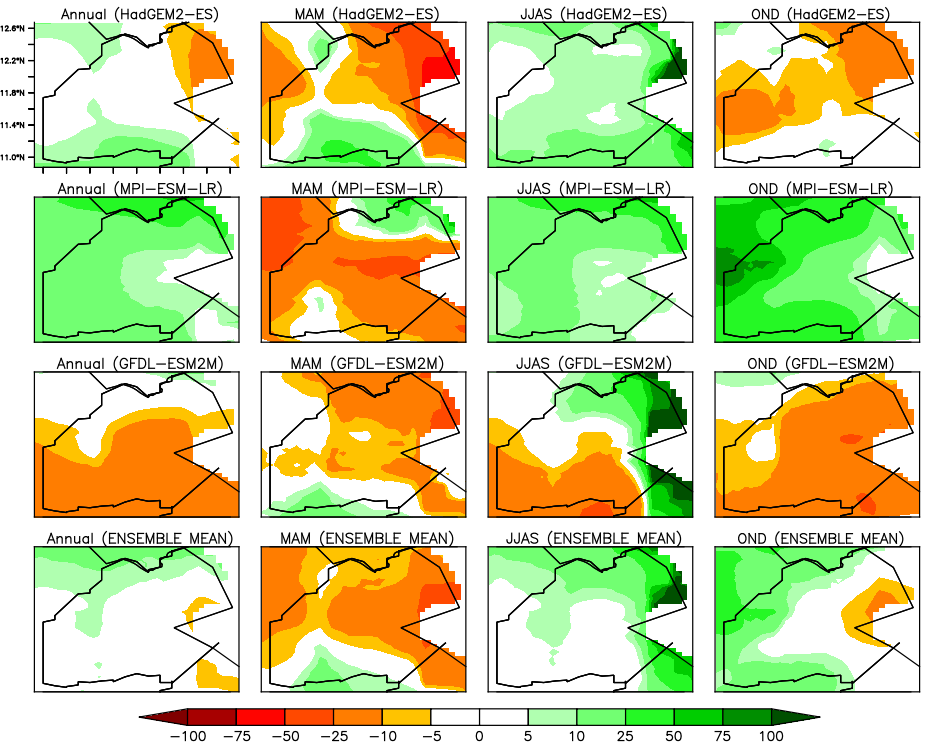 Annual (HadGEM2−ES) MAM (HadGEM2−ES) JJAS (HadGEM2−ES) OND (HadGEM2−ES)
12.6°N
12.2°N
11.8°N
11.4°N
11.0°N
Annual (MPI−ESM−LR) MAM (MPI−ESM−LR) JJAS (MPI−ESM−LR) OND (MPI−ESM−LR)
Annual (GFDL−ESM2M) MAM (GFDL−ESM2M) JJAS (GFDL−ESM2M) OND (GFDL−ESM2M)
Annual (ENSEMBLE MEAN) MAM (ENSEMBLE MEAN) JJAS (ENSEMBLE MEAN) OND (ENSEMBLE MEAN)
−100 −75 −50 −25 −10 −5 0 5 10 25 50 75 100